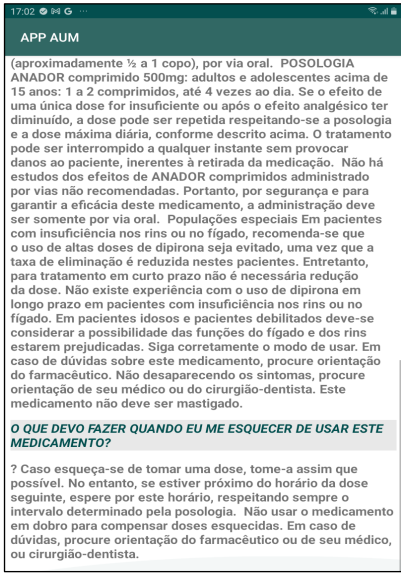 17:02 G ...
APP AUM
(aproximadamente ½ a 1 copo), por via oral.  POSOLOGIA
ANADOR comprimido 500mg: adultos e adolescentes acima de
15 anos: 1 a 2 comprimidos, até 4 vezes ao dia. Se o efeito de
uma única dose for insuficiente ou após o efeito analgésico ter
diminuído, a dose pode ser repetida respeitando-se a posologia
e a dose máxima diária, conforme descrito acima. O tratamento
pode ser interrompido a qualquer instante sem provocar
danos ao paciente, inerentes à retirada da medicação.  Não há
estudos dos efeitos de ANADOR comprimidos administrado
por vias não recomendadas. Portanto, por segurança e para
garantir a eficácia deste medicamento, a administração deve
ser somente por via oral.  Populações especiais Em pacientes
com insuficiência nos rins ou no fígado, recomenda-se que
o uso de altas doses de dipirona seja evitado, uma vez que a
taxa de eliminação é reduzida nestes pacientes. Entretanto,
para tratamento em curto prazo não é necessária redução
da dose. Não existe experiência com o uso de dipirona em
longo prazo em pacientes com insuficiência nos rins ou no
fígado. Em pacientes idosos e pacientes debilitados deve-se
considerar a possibilidade das funções do fígado e dos rins
estarem prejudicadas. Siga corretamente o modo de usar. Em
caso de dúvidas sobre este medicamento, procure orientação
do farmacêutico. Não desaparecendo os sintomas, procure
orientação de seu médico ou do cirurgião-dentista. Este
medicamento não deve ser mastigado.
O QUE DEVO FAZER QUANDO EU ME ESQUECER DE USAR ESTE
MEDICAMENTO?
? Caso esqueça-se de tomar uma dose, tome-a assim que
possível. No entanto, se estiver próximo do horário da dose
seguinte, espere por este horário, respeitando sempre o
intervalo determinado pela posologia.  Não usar o medicamento
em dobro para compensar doses esquecidas. Em caso de
dúvidas, procure orientação do farmacêutico ou de seu médico,
ou cirurgião-dentista.